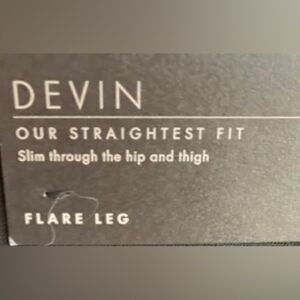 DEVIN
OUR STRAIGHTEST FIT
Slim through the hip and thigh
FLARE LEG